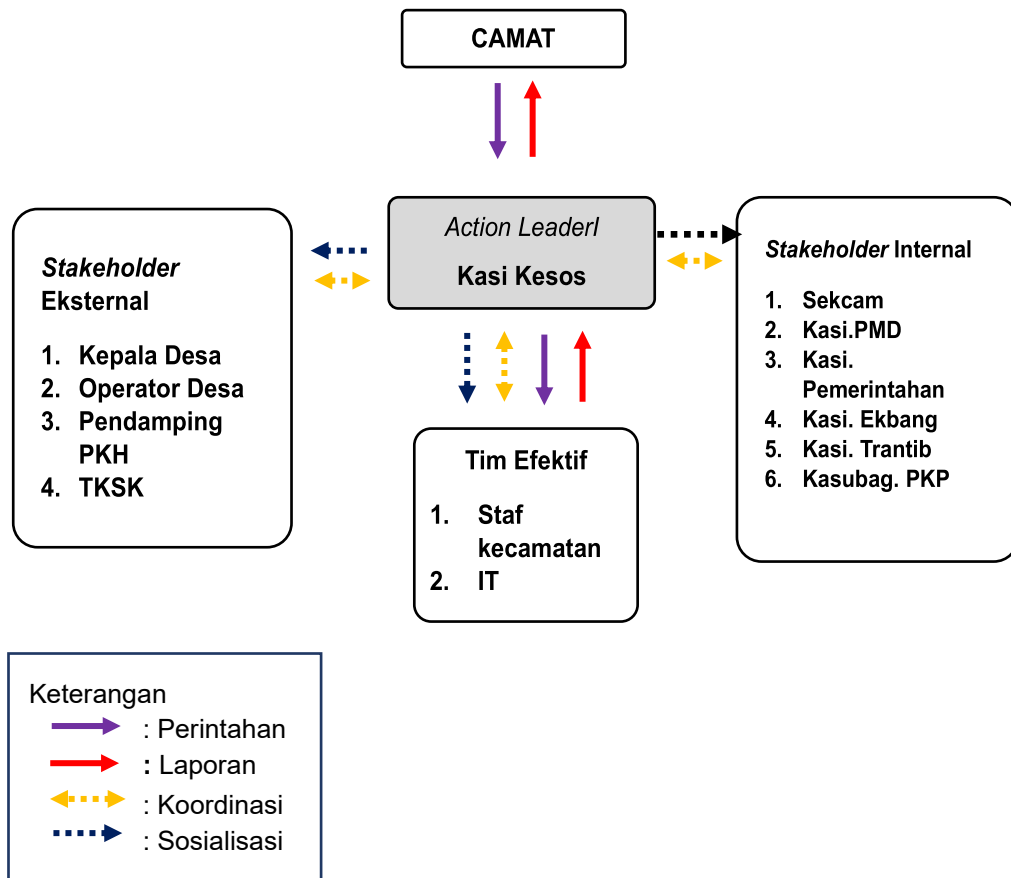 CAMAT
Action Leaderl
Kasi Kesos
Stakeholder
Eksternal
1. Kepala Desa
2. Operator Desa
3. Pendamping
PKH
4. TKSK
Stakeholder Internal
1. Sekcam
2. Kasi.PMD
3. Kasi.
Pemerintahan
4. Kasi. Ekbang
5. Kasi. Trantib
6. Kasubag. PKP
Tim Efektif
1. Staf
kecamatan
2. IT
Keterangan
: Perintahan
: Laporan
: Koordinasi
: Sosialisasi